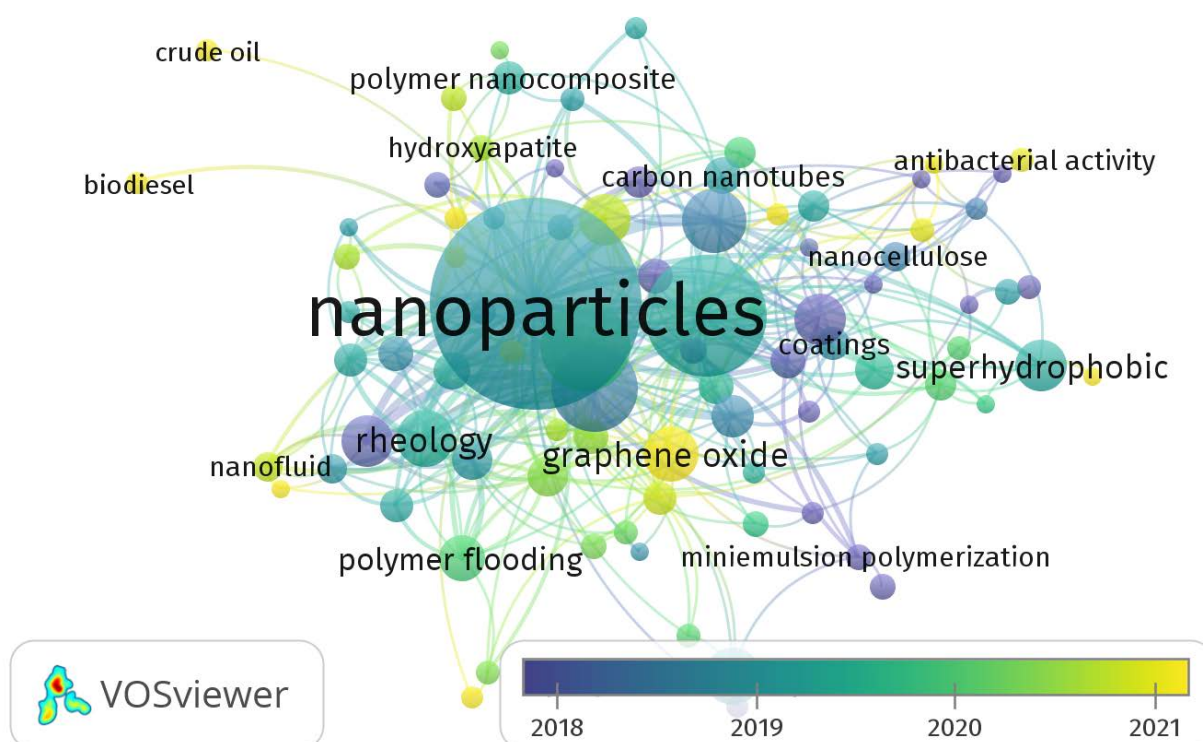 crude oil
polymer nanocomposite
hydroxyapatite
antibacterial activity
carbon nanotubes
biodiesel
nanocellulose
nanoparticles
coatings
superhydrophobic
rheology
graphene oxide
nanofluid
polymer flooding
miniemulsion polymerization
VOSviewer
2018
2019
2020
2021